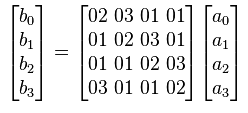 b₀ 02 03 01 01 a₀
b₁ = 01 02 03 01 a₁
b₂ 01 01 02 03 a₂
b₃ 03 01 01 02 a₃